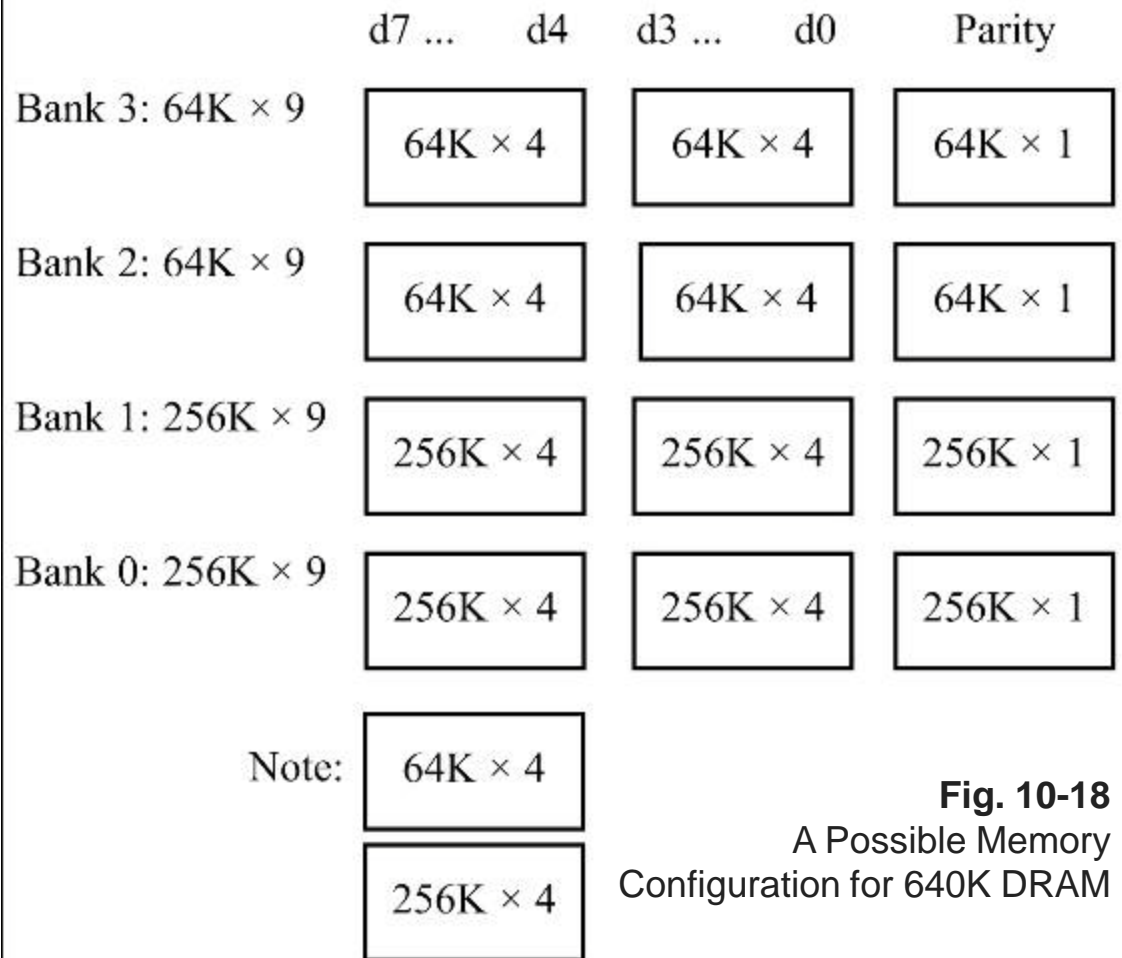 d7 ... d4 d3 ... d0 Parity
Bank 3: 64K × 9 64K × 4 64K × 4 64K × 1
Bank 2: 64K × 9 64K × 4 64K × 4 64K × 1
Bank 1: 256K × 9 256K × 4 256K × 4 256K × 1
Bank 0: 256K × 9 256K × 4 256K × 4 256K × 1
Note: 64K × 4
256K × 4
Fig. 10-18
A Possible Memory
Configuration for 640K DRAM